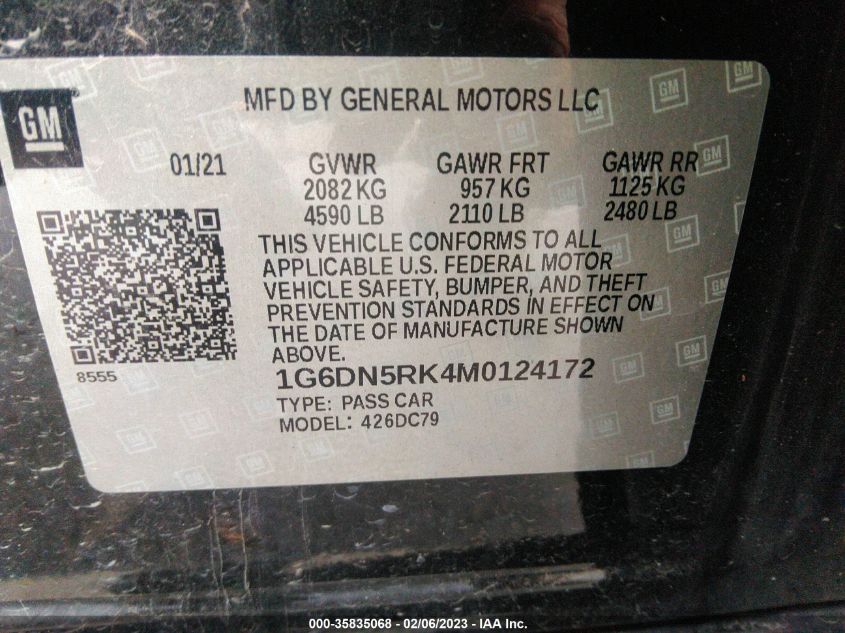 MFD BY GENERAL MOTORS LLC
GM
01/21 GVWR GAWR FRT GAWR RR
2082 KG 957 KG 1125 KG
4590 LB 2110 LB 2480 LB
THIS VEHICLE CONFORMS TO ALL
APPLICABLE U.S. FEDERAL MOTOR
VEHICLE SAFETY, BUMPER, AND THEFT
PREVENTION STANDARDS IN EFFECT ON
THE DATE OF MANUFACTURE SHOWN
ABOVE.
8555
1G6DN5RK4M0124172
TYPE: PASS CAR
MODEL: 426DC79
000-35835068 - 02/06/2023 - IAA Inc.